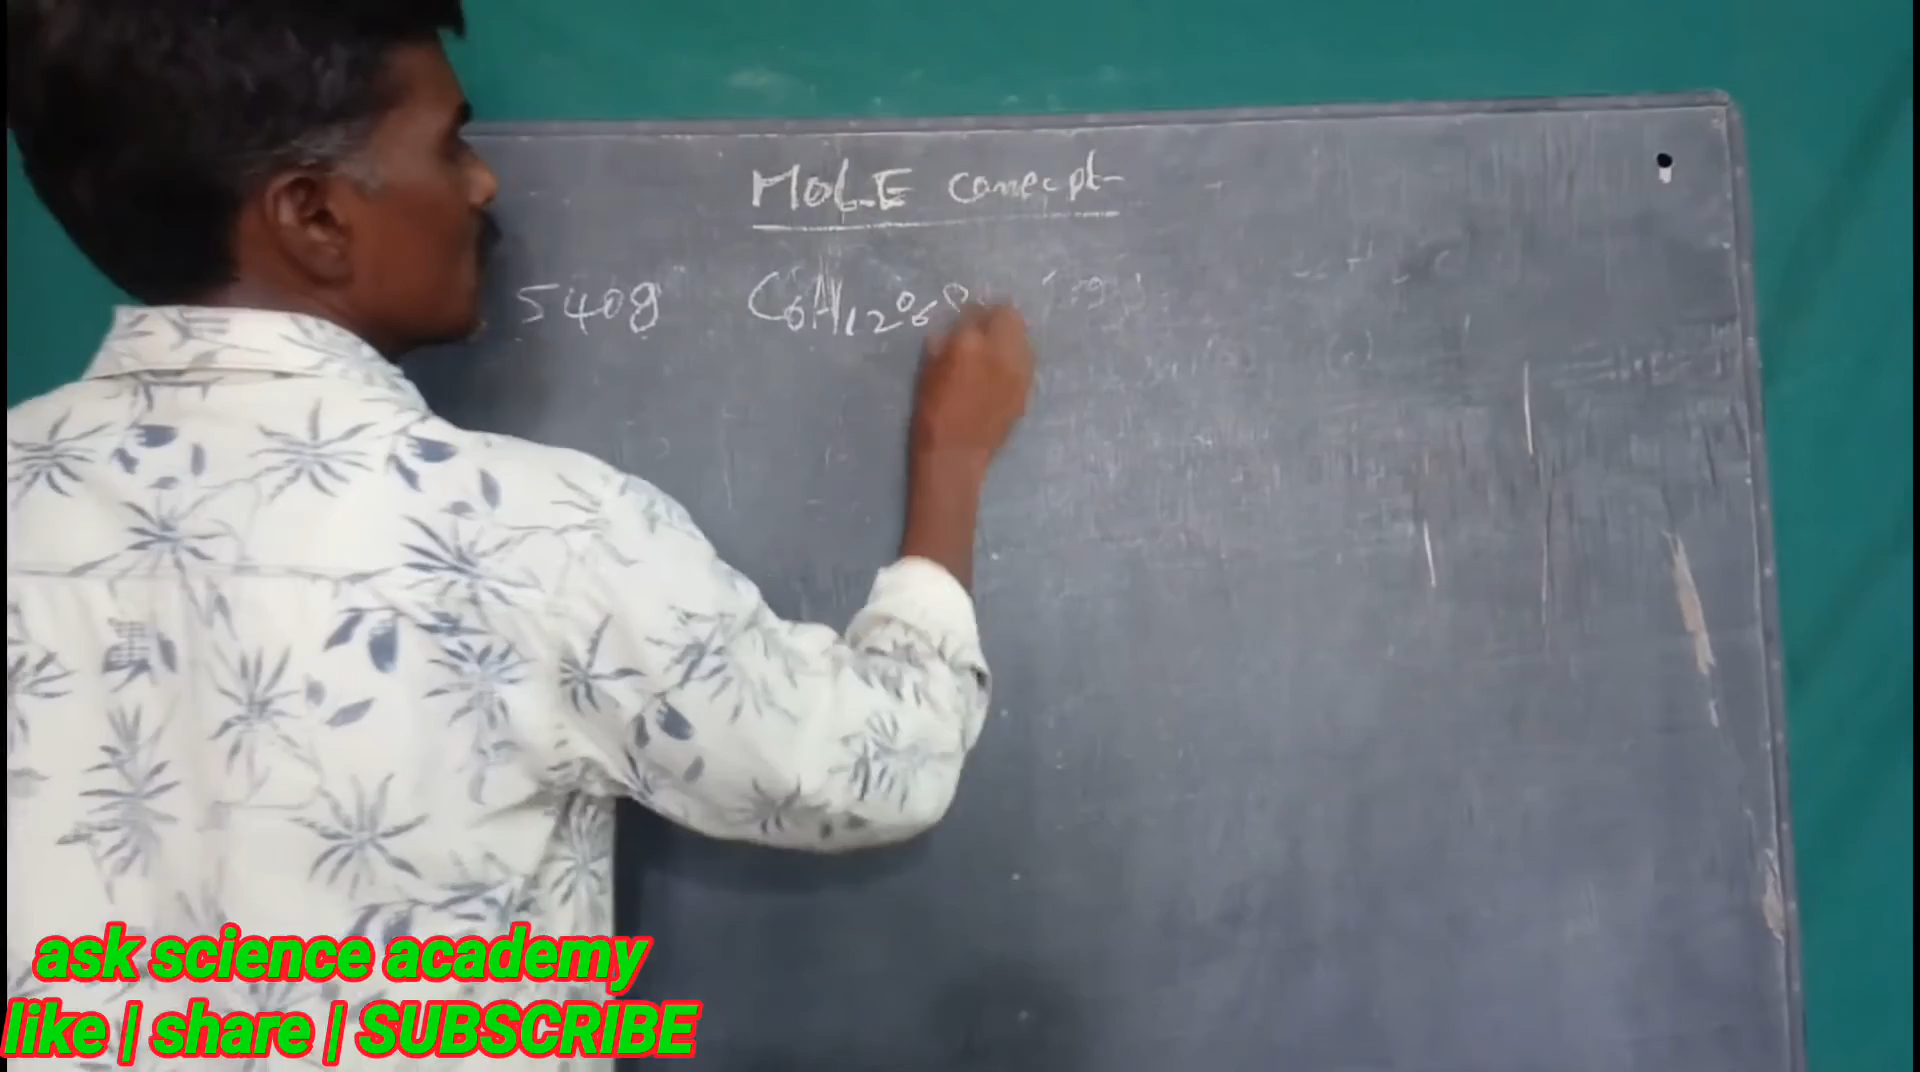 MOLE Concept
540g C6H12O6
ask science academy
like | share | SUBSCRIBE